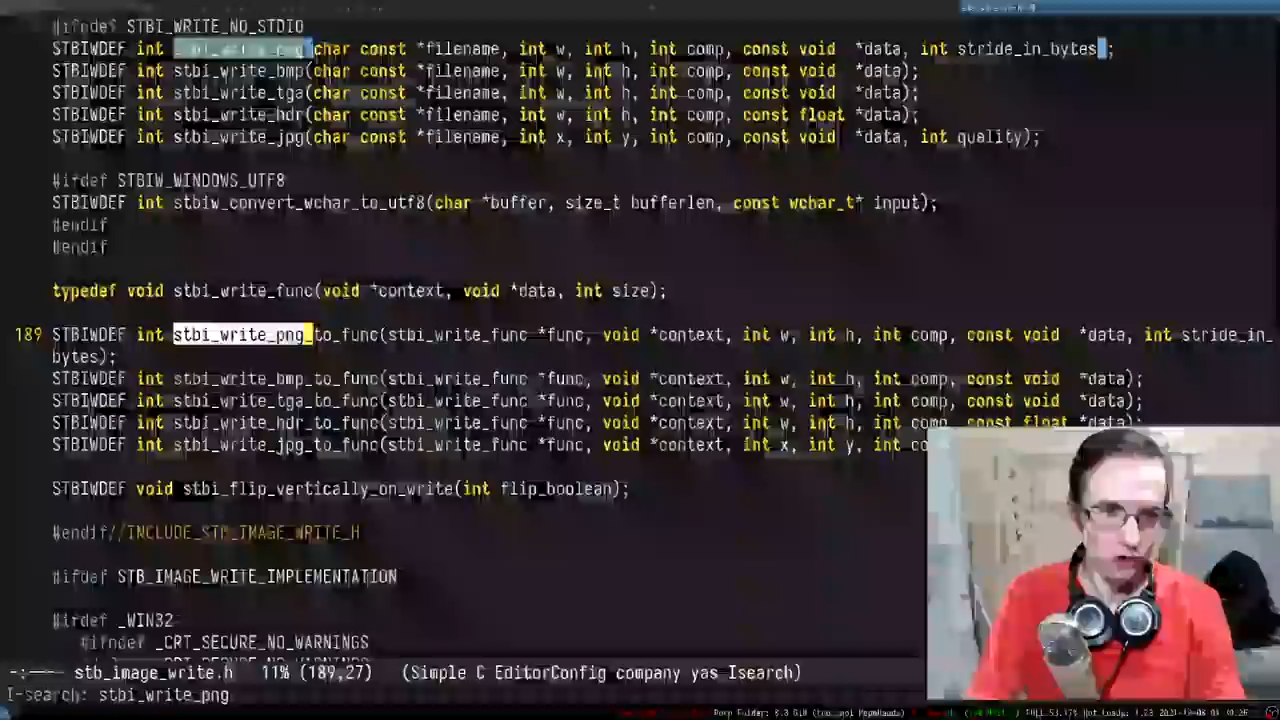 #ifndef STBI_WRITE_NO_STDIO
STBIWDEF int stbi_write_png(char const *filename, int w, int h, int comp, const void  *data, int stride_in_bytes);
STBIWDEF int stbi_write_bmp(char const *filename, int w, int h, int comp, const void  *data);
STBIWDEF int stbi_write_tga(char const *filename, int w, int h, int comp, const void  *data);
STBIWDEF int stbi_write_hdr(char const *filename, int w, int h, int comp, const float *data);
STBIWDEF int stbi_write_jpg(char const *filename, int x, int y, int comp, const void  *data, int quality);
#ifdef STBIW_WINDOWS_UTF8
STBIWDEF int stbiw_convert_wchar_to_utf8(char *buffer, size_t bufferlen, const wchar_t* input);
#endif
#endif
typedef void stbi_write_func(void *context, void *data, int size);
189 STBIWDEF int stbi_write_png_to_func(stbi_write_func *func, void *context, int w, int h, int comp, const void  *data, int stride_in_
bytes);
STBIWDEF int stbi_write_bmp_to_func(stbi_write_func *func, void *context, int w, int h, int comp, const void  *data);
STBIWDEF int stbi_write_tga_to_func(stbi_write_func *func, void *context, int w, int h, int comp, const void  *data);
STBIWDEF int stbi_write_hdr_to_func(stbi_write_func *func, void *context, int w, int h, int comp, const float *data);
STBIWDEF int stbi_write_jpg_to_func(stbi_write_func *func, void *context, int x, int y, int co
STBIWDEF void stbi_flip_vertically_on_write(int flip_boolean);
#endif//INCLUDE_STB_IMAGE_WRITE_H
#ifdef STB_IMAGE_WRITE_IMPLEMENTATION
#ifdef _WIN32
#ifndef _CRT_SECURE_NO_WARNINGS
-:--- stb_image_write.h 11% (189,27) (Simple C EditorConfig company yas Isearch)
I-search: stbi_write_png